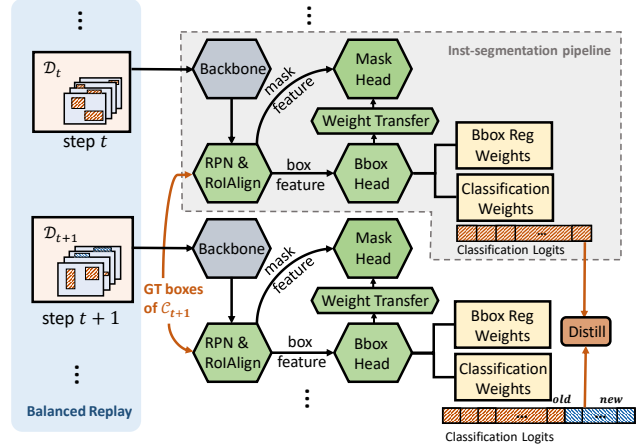 Inst-segmentation pipeline
𝒟t
step t
Backbone
mask
feature
Mask
Head
Weight Transfer
RPN &
RoIAlign
box
feature
Bbox
Head
Bbox Reg
Weights
Classification
Weights
...
Classification Logits
𝒟t+1
step t + 1
GT boxes
of 𝒞t+1
Backbone
mask
feature
Mask
Head
Weight Transfer
RPN &
RoIAlign
box
feature
Bbox
Head
Bbox Reg
Weights
Classification
Weights
Distill
old
new
...
...
Classification Logits
Balanced Replay